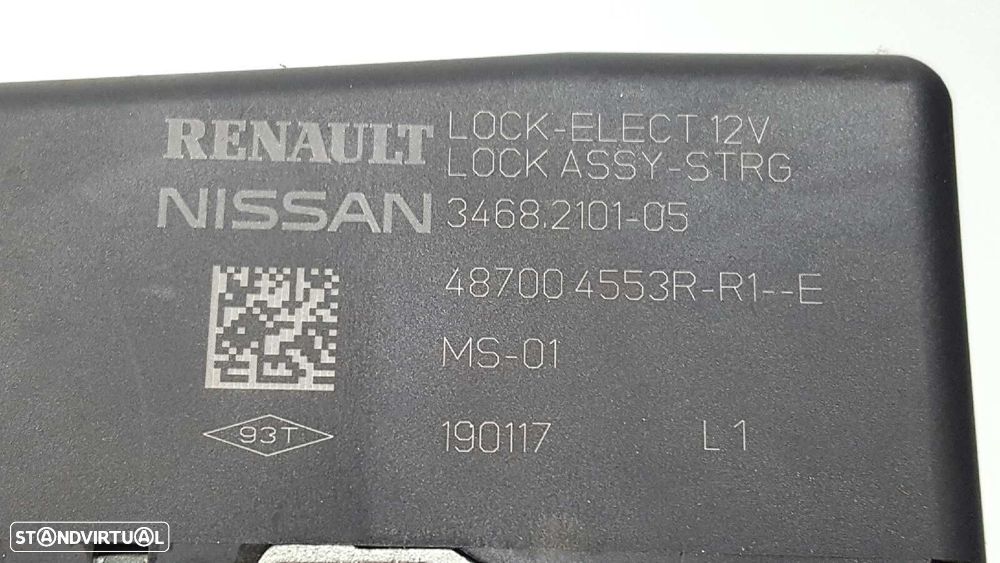 RENAULT
NISSAN
LOCK-ELECT 12V
LOCK ASSY-STRG
3468.2101-05
48700 4553R-R1--E
MS-01
93T
190117 L1
STANDVIRTUAL